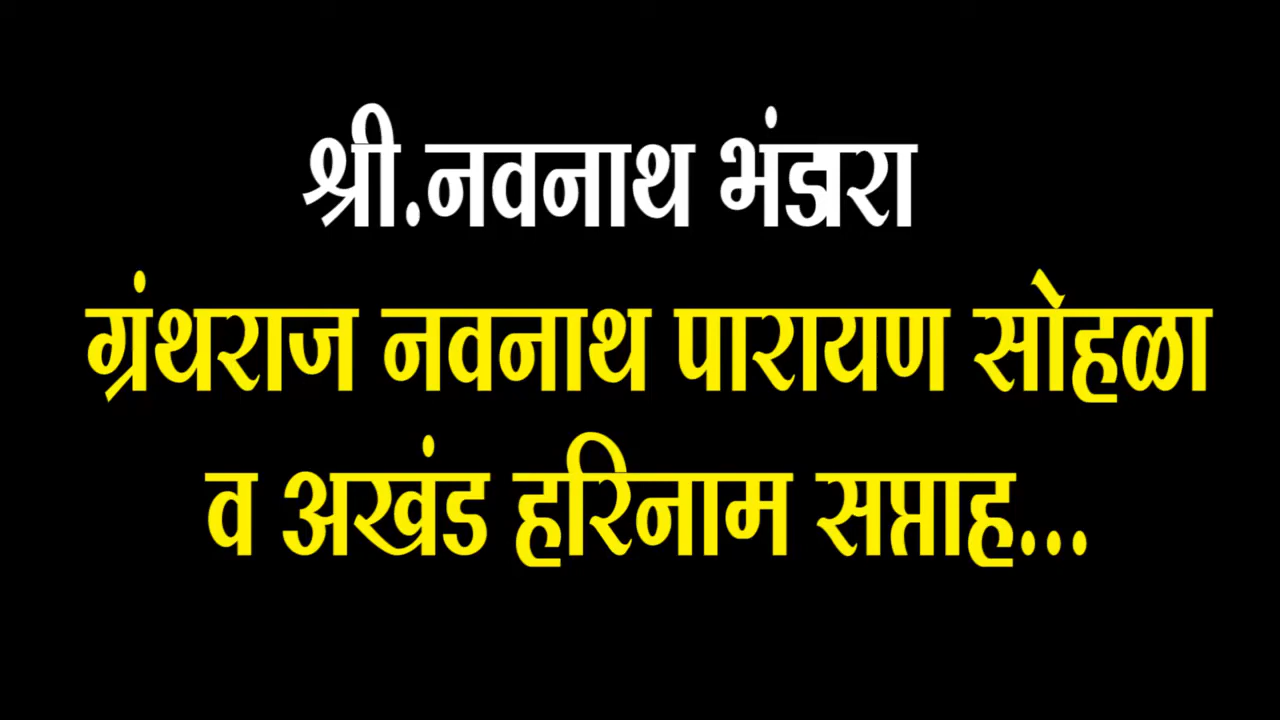 श्री.नवनाथ भंडारा
ग्रंथराज नवनाथ पारायण सोहळा
व अखंड हरिनाम सप्ताह...